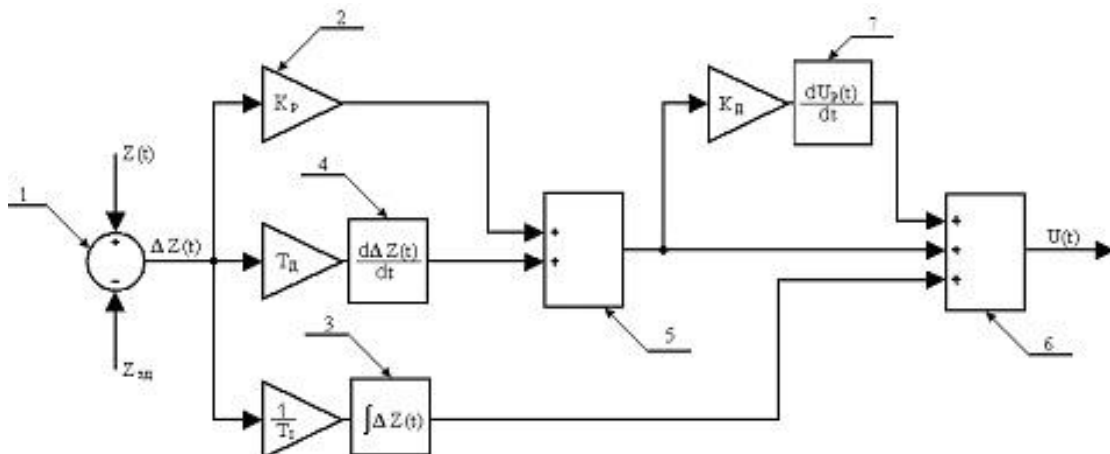 2
7
K_P
K_Д
dU_P(t)
dt
Z(t)
1
4
+
−
ΔZ(t)
T_Д
dΔZ(t)
dt
+
+
+
+
+
U(t)
Z_зд
3
5
6
1
T_I
∫ΔZ(t)